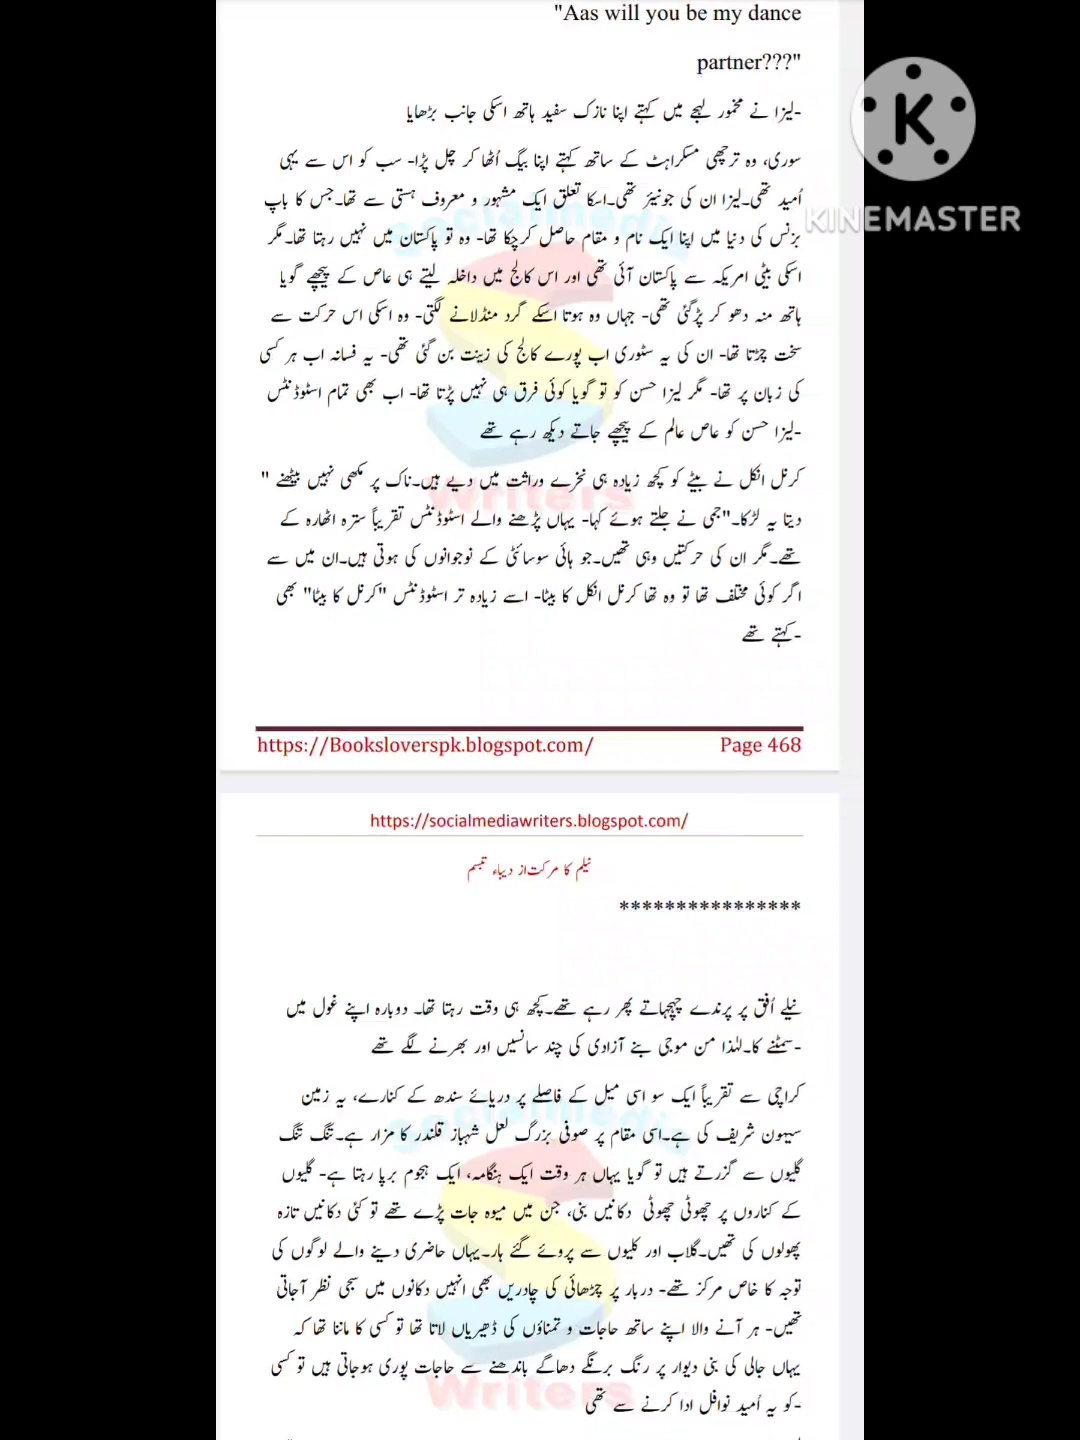 "Aas will you be my dance
partner???"
-لیزا نے مخمور لہجے میں کہتے اپنا نازک سفید ہاتھ اسکی جانب بڑھایا
سوری، وہ ترچھی مسکراہٹ کے ساتھ کہتے اپنا بیگ اُٹھا کر چل پڑا- سب کو اس سے یہی
اُمید تھی۔لیزا ان کی جونیئر تھی۔اسکا تعلق ایک مشہور و معروف ہستی سے تھا۔جس کا باپ
بزنس کی دنیا میں اپنا ایک نام و مقام حاصل کرچکا تھا- وہ تو پاکستان میں نہیں رہتا تھا۔مگر
اسکی بیٹی امریکہ سے پاکستان آئی تھی اور اس کالج میں داخلہ لیتے ہی عاص کے پیچھے گویا
ہاتھ منہ دھو کر پڑگئی تھی- جہاں وہ ہوتا اسکے گرد منڈلانے لگتی- وہ اسکی اس حرکت سے
سخت چڑتا تھا- ان کی یہ سٹوری اب پورے کالج کی زینت بن گئی تھی- یہ فسانہ اب ہر کسی
کی زبان پر تھا- مگر لیزا حسن کو تو گویا کوئی فرق ہی نہیں پڑتا تھا- اب بھی تمام اسٹوڈنٹس
-لیزا حسن کو عاص عالم کے پیچھے جاتے دیکھ رہے تھے
کرنل انکل نے بیٹے کو کچھ زیادہ ہی نخرے وراثت میں دیے ہیں۔ناک پر مکھی نہیں بیٹھنے "
دیتا یہ لڑکا۔"جمی نے جلتے ہوئے کہا- یہاں پڑھنے والے اسٹوڈنٹس تقریباً سترہ اٹھارہ کے
تھے۔مگر ان کی حرکتیں وہی تھیں۔جو ہائی سوسائٹی کے نوجوانوں کی ہوتی ہیں۔ان میں سے
اگر کوئی مختلف تھا تو وہ تھا کرنل انکل کا بیٹا- اسے زیادہ تر اسٹوڈنٹس "کرنل کا بیٹا" بھی
-کہتے تھے
https://Booksloverspk.blogspot.com/ Page 468
https://socialmediawriters.blogspot.com/
نیلم کا مرکت از دیباء تبسم
****************
نیلے اُفق پر پرندے چہچہاتے پھر رہے تھے۔کچھ ہی وقت رہتا تھا۔ دوبارہ اپنے غول میں
-سمٹنے کا۔لہٰذا من موجی بنے آزادی کی چند سانسیں اور بھرنے لگے تھے
کراچی سے تقریباً ایک سو اسی میل کے فاصلے پر دریائے سندھ کے کنارے، یہ زمین
سیہون شریف کی ہے۔اسی مقام پر صوفی بزرگ لعل شہباز قلندر کا مزار ہے۔تنگ تنگ
گلیوں سے گزرتے ہیں تو گویا یہاں ہر وقت ایک ہنگامہ، ایک ہجوم برپا رہتا ہے- گلیوں
کے کناروں پر چھوٹی چھوٹی دکانیں بنی، جن میں میوہ جات پڑے تھے تو کئی دکانیں تازہ
پھولوں کی تھیں۔گلاب اور کلیوں سے پروئے گئے ہار۔یہاں حاضری دینے والے لوگوں کی
توجہ کا خاص مرکز تھے- دربار پر چڑھائی کی چادریں بھی انہیں دکانوں میں سجی نظر آجاتی
تھیں- ہر آنے والا اپنے ساتھ حاجات و تمناؤں کی ڈھیریاں لاتا تھا تو کسی کا ماننا تھا کہ
یہاں جالی کی بنی دیوار پر رنگ برنگے دھاگے باندھنے سے حاجات پوری ہوجاتی ہیں تو کسی
-کو یہ اُمید نوافل ادا کرنے سے تھی
socialmedia
Writers
socialmedia
Writers
K
KINEMASTER